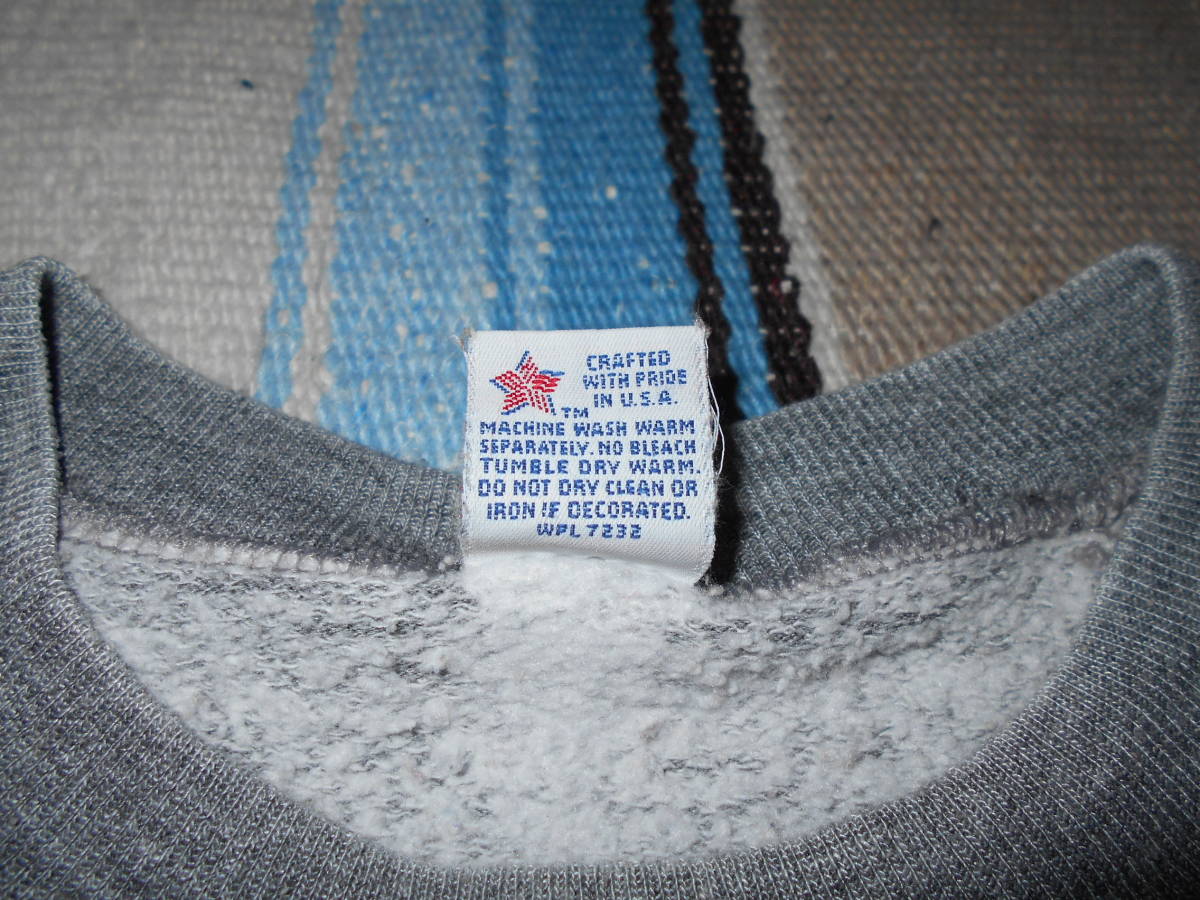 CRAFTED
WITH PRIDE
IN U.S.A.
TM
MACHINE WASH WARM
SEPARATELY. NO BLEACH
TUMBLE DRY WARM.
DO NOT DRY CLEAN OR
IRON IF DECORATED.
WPL 7232